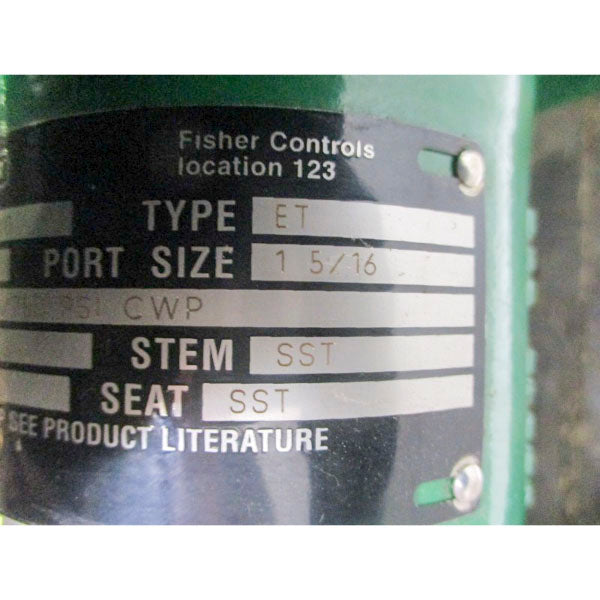 Fisher Controls
location 123
TYPE ET
PORT SIZE 1 5/16
PSI CWP
STEM SST
SEAT SST
SEE PRODUCT LITERATURE